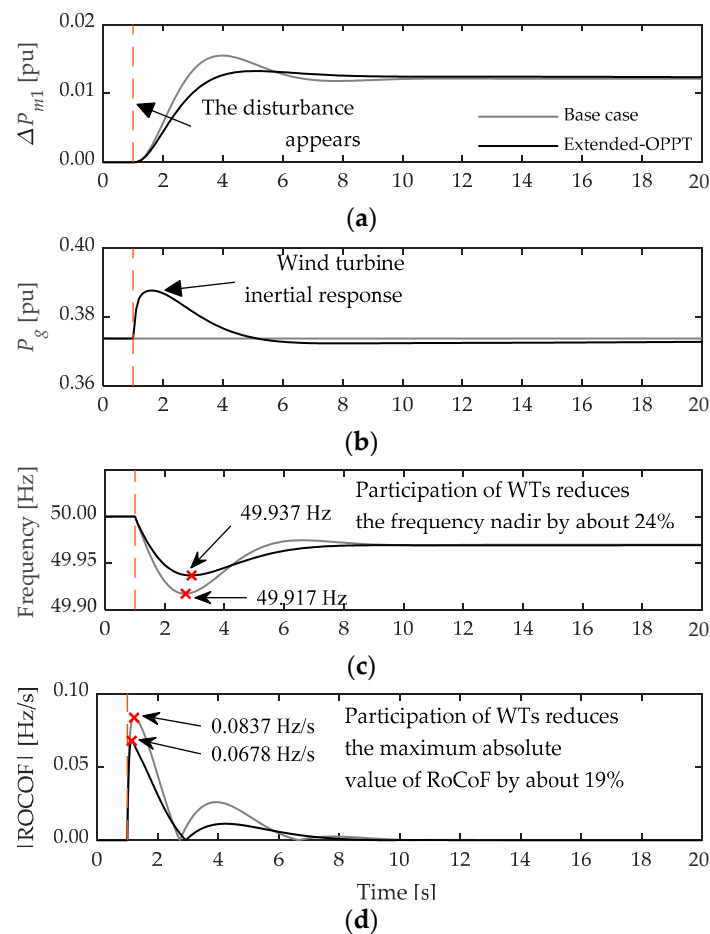 0.02
0.01
0.00
ΔPm1 [pu]
The disturbance
appears
Base case
Extended-OPPT
0 2 4 6 8 10 12 14 16 18 20
(a)
0.40
0.38
0.36
Pg [pu]
Wind turbine
inertial response
0 2 4 6 8 10 12 14 16 18 20
(b)
50.00
49.95
49.90
Frequency [Hz]
49.937 Hz
49.917 Hz
Participation of WTs reduces
the frequency nadir by about 24%
0 2 4 6 8 10 12 14 16 18 20
(c)
0.10
0.05
0.00
|ROCOF| [Hz/s]
0.0837 Hz/s
0.0678 Hz/s
Participation of WTs reduces
the maximum absolute
value of RoCoF by about 19%
0 2 4 6 8 10 12 14 16 18 20
Time [s]
(d)